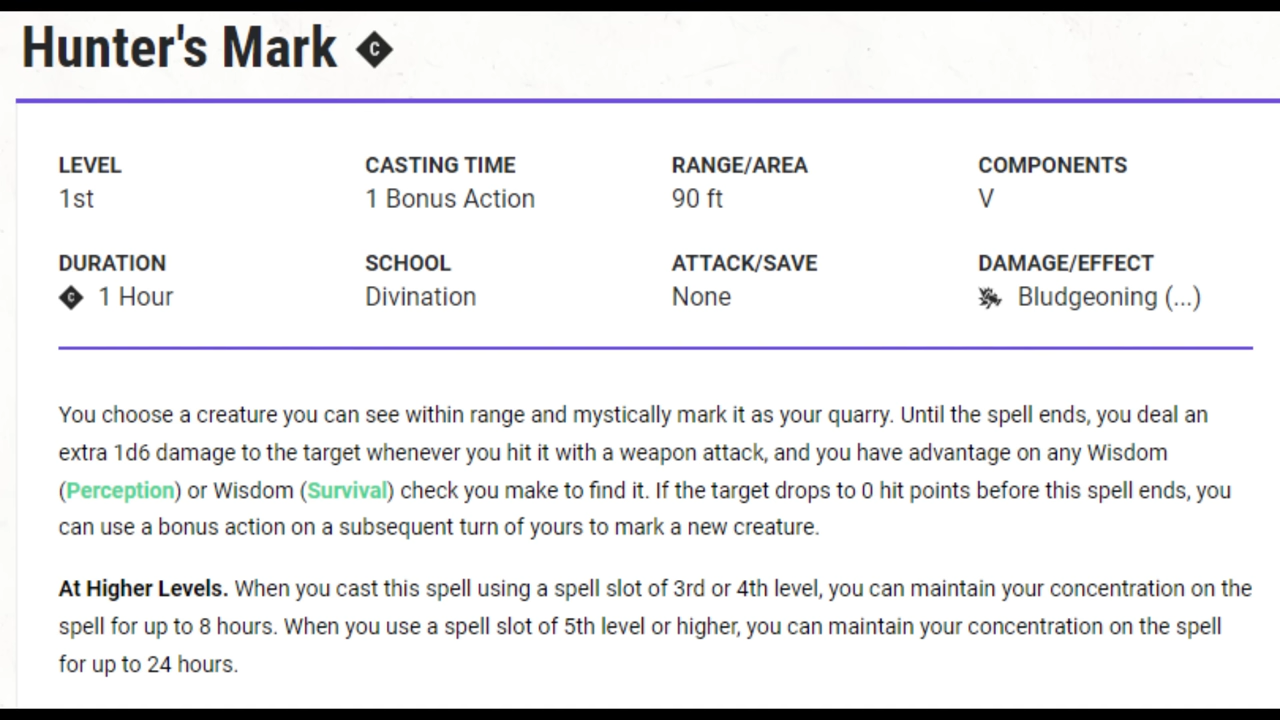 Hunter's Mark C
LEVEL CASTING TIME RANGE/AREA COMPONENTS
1st 1 Bonus Action 90 ft V
DURATION SCHOOL ATTACK/SAVE DAMAGE/EFFECT
C 1 Hour Divination None Bludgeoning (...)
You choose a creature you can see within range and mystically mark it as your quarry. Until the spell ends, you deal an
extra 1d6 damage to the target whenever you hit it with a weapon attack, and you have advantage on any Wisdom
(Perception) or Wisdom (Survival) check you make to find it. If the target drops to 0 hit points before this spell ends, you
can use a bonus action on a subsequent turn of yours to mark a new creature.
At Higher Levels. When you cast this spell using a spell slot of 3rd or 4th level, you can maintain your concentration on the
spell for up to 8 hours. When you use a spell slot of 5th level or higher, you can maintain your concentration on the spell
for up to 24 hours.